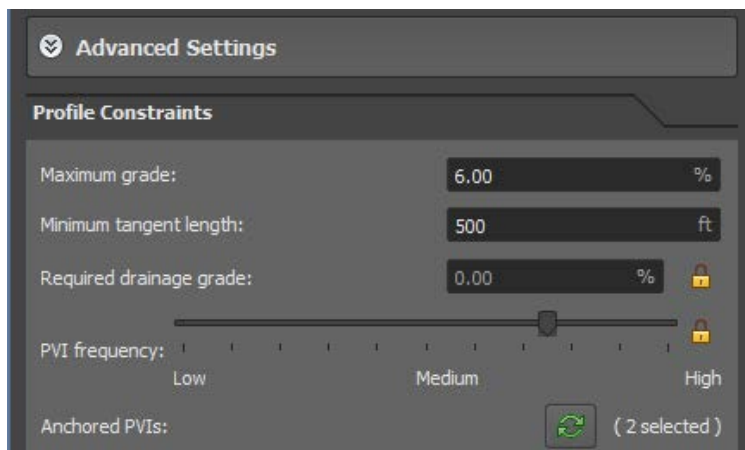 Advanced Settings
Profile Constraints
Maximum grade: 6.00 %
Minimum tangent length: 500 ft
Required drainage grade: 0.00 %
PVI frequency:
Low Medium High
Anchored PVIs: ( 2 selected )